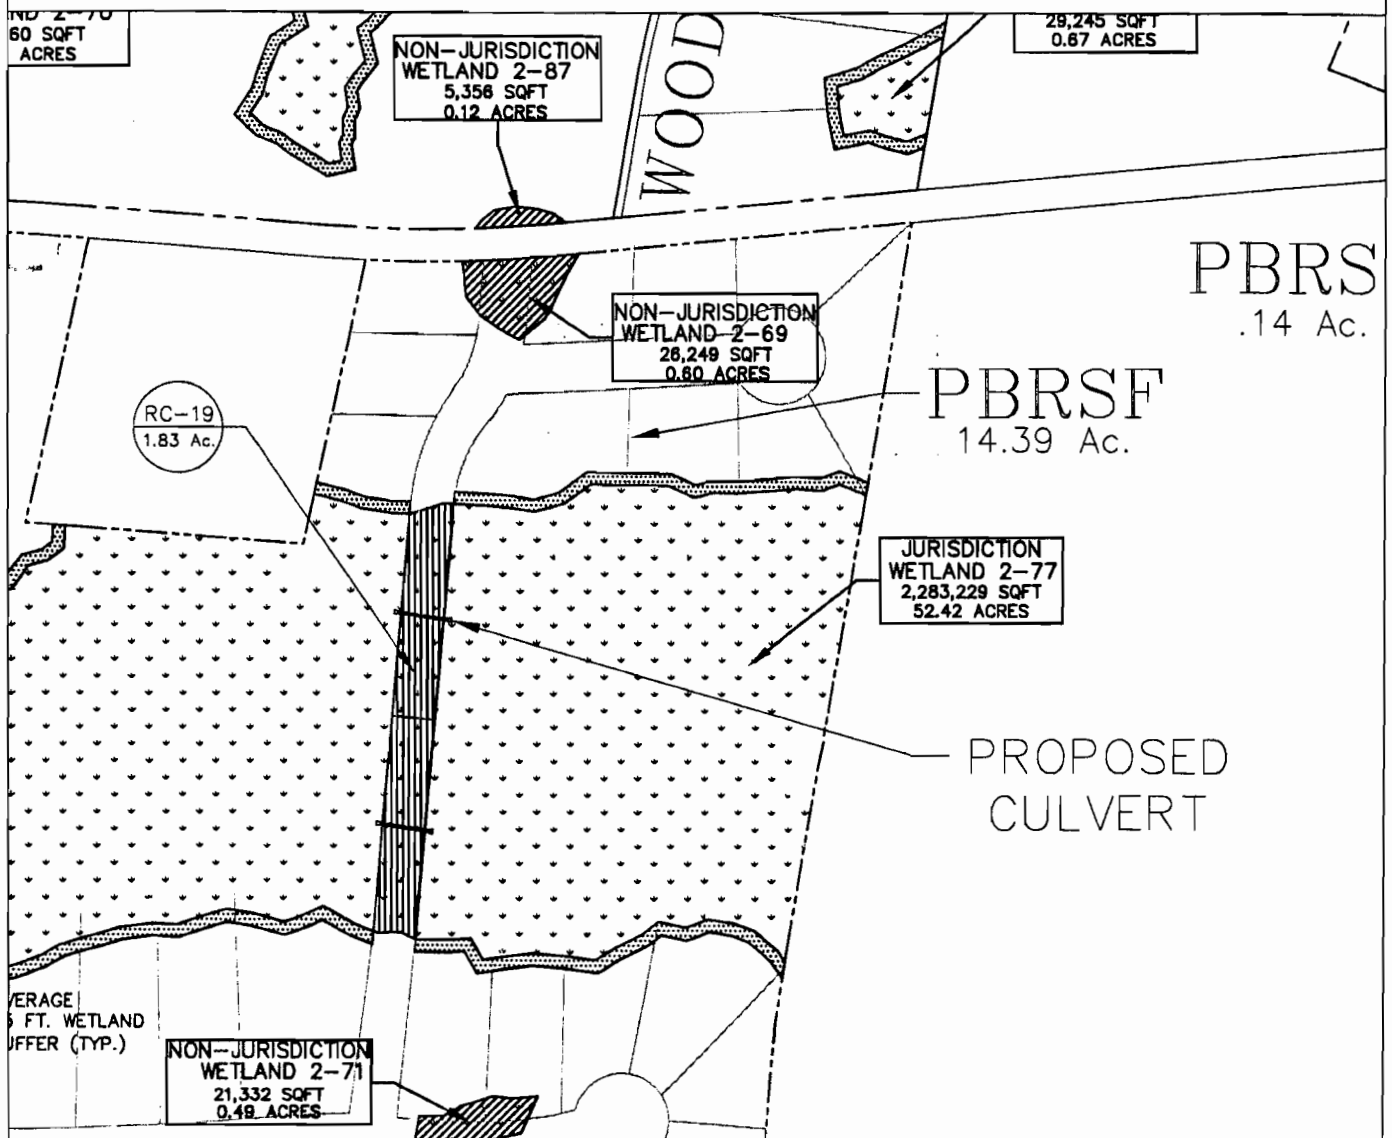 60 SQFT
ACRES
NON-JURISDICTION
WETLAND 2-87
5,356 SQFT
0.12 ACRES
WOOD
29,245 SQFT
0.67 ACRES
PBRS
.14 Ac.
NON-JURISDICTION
WETLAND 2-69
26,249 SQFT
0.60 ACRES
PBRSF
14.39 Ac.
RC-19
1.83 Ac.
JURISDICTION
WETLAND 2-77
2,283,229 SQFT
52.42 ACRES
PROPOSED
CULVERT
VERAGE
FT. WETLAND
UFFER (TYP.)
NON-JURISDICTION
WETLAND 2-71
21,332 SQFT
0.49 ACRES